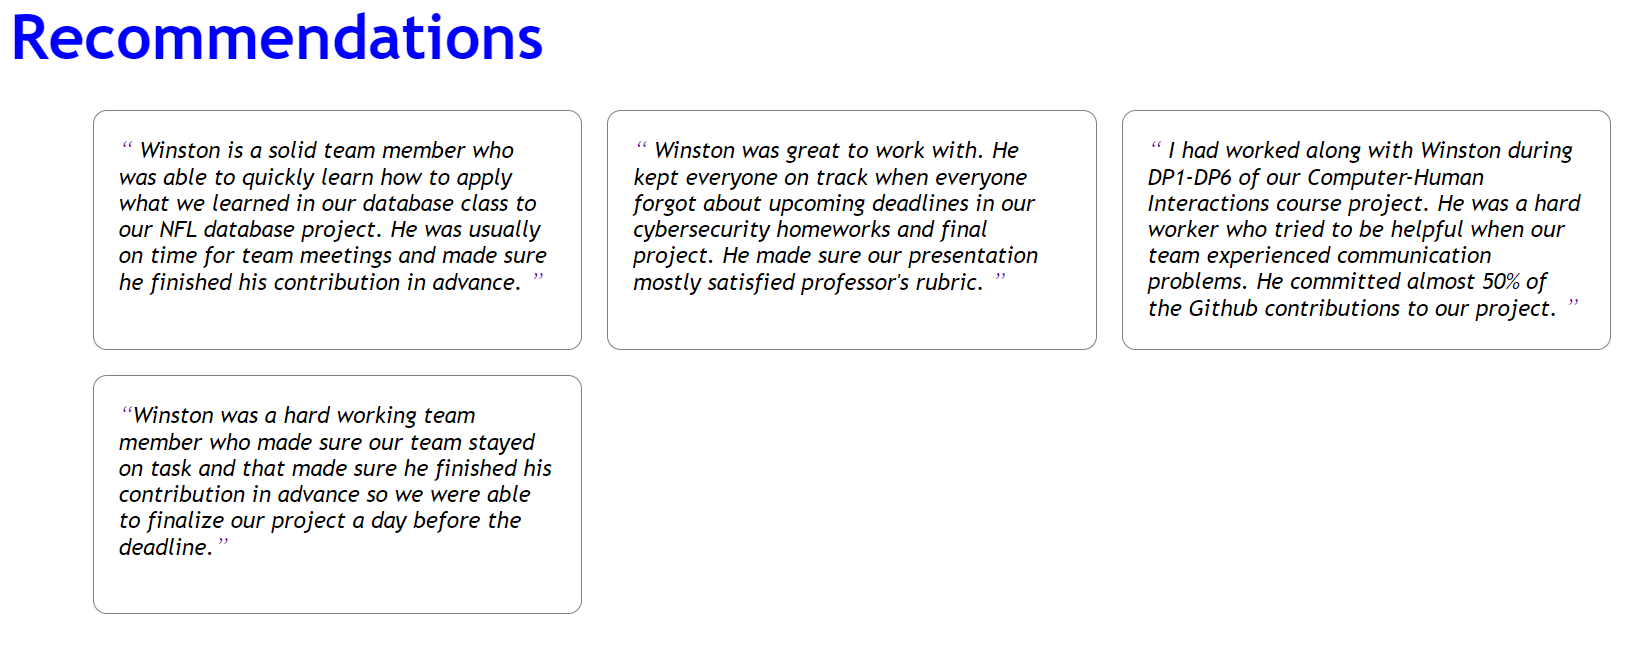 Recommendations
“ Winston is a solid team member who
was able to quickly learn how to apply
what we learned in our database class to
our NFL database project. He was usually
on time for team meetings and made sure
he finished his contribution in advance. ”
“ Winston was great to work with. He
kept everyone on track when everyone
forgot about upcoming deadlines in our
cybersecurity homeworks and final
project. He made sure our presentation
mostly satisfied professor's rubric. ”
“ I had worked along with Winston during
DP1-DP6 of our Computer-Human
Interactions course project. He was a hard
worker who tried to be helpful when our
team experienced communication
problems. He committed almost 50% of
the Github contributions to our project. ”
“Winston was a hard working team
member who made sure our team stayed
on task and that made sure he finished his
contribution in advance so we were able
to finalize our project a day before the
deadline.”